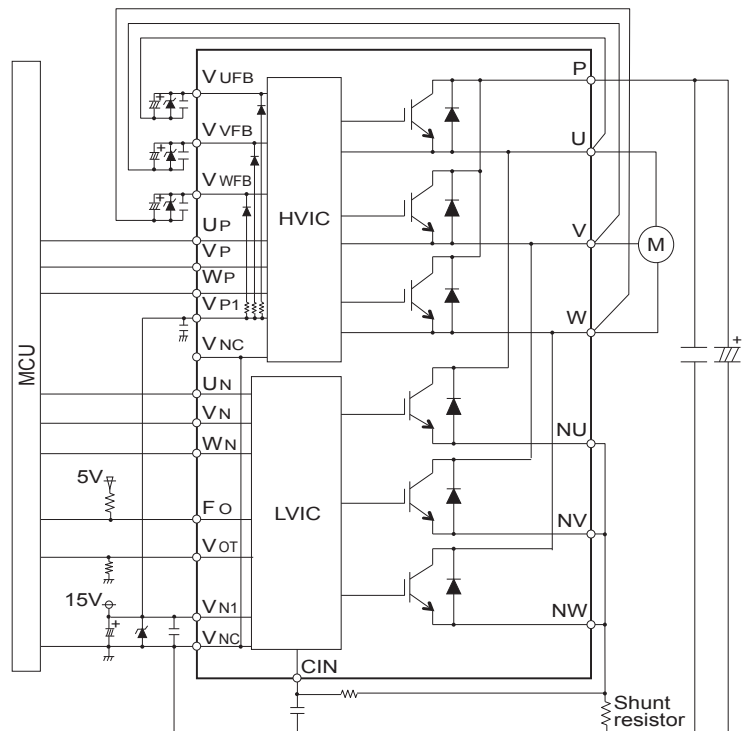 VUFB
VVFB
VWFB
UP
VP
WP
VP1
VNC
UN
VN
WN
5V
FO
VOT
15V
VN1
VNC
MCU
HVIC
LVIC
CIN
P
U
V
M
W
NU
NV
NW
Shunt
resistor
+
+
+
+
+